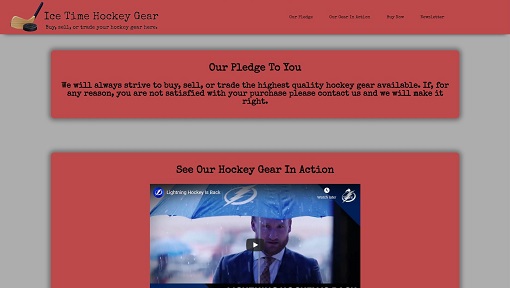 Ice Time Hockey Gear
Buy, sell, or trade your hockey gear here.
Our Pledge
Our Gear In Action
Buy Now
Newsletter
Our Pledge To You
We will always strive to buy, sell, or trade the highest quality hockey gear available. If, for
any reason, you are not satisfied with your purchase please contact us and we will make it
right.
See Our Hockey Gear In Action
Lightning Hockey Is Back
Watch later